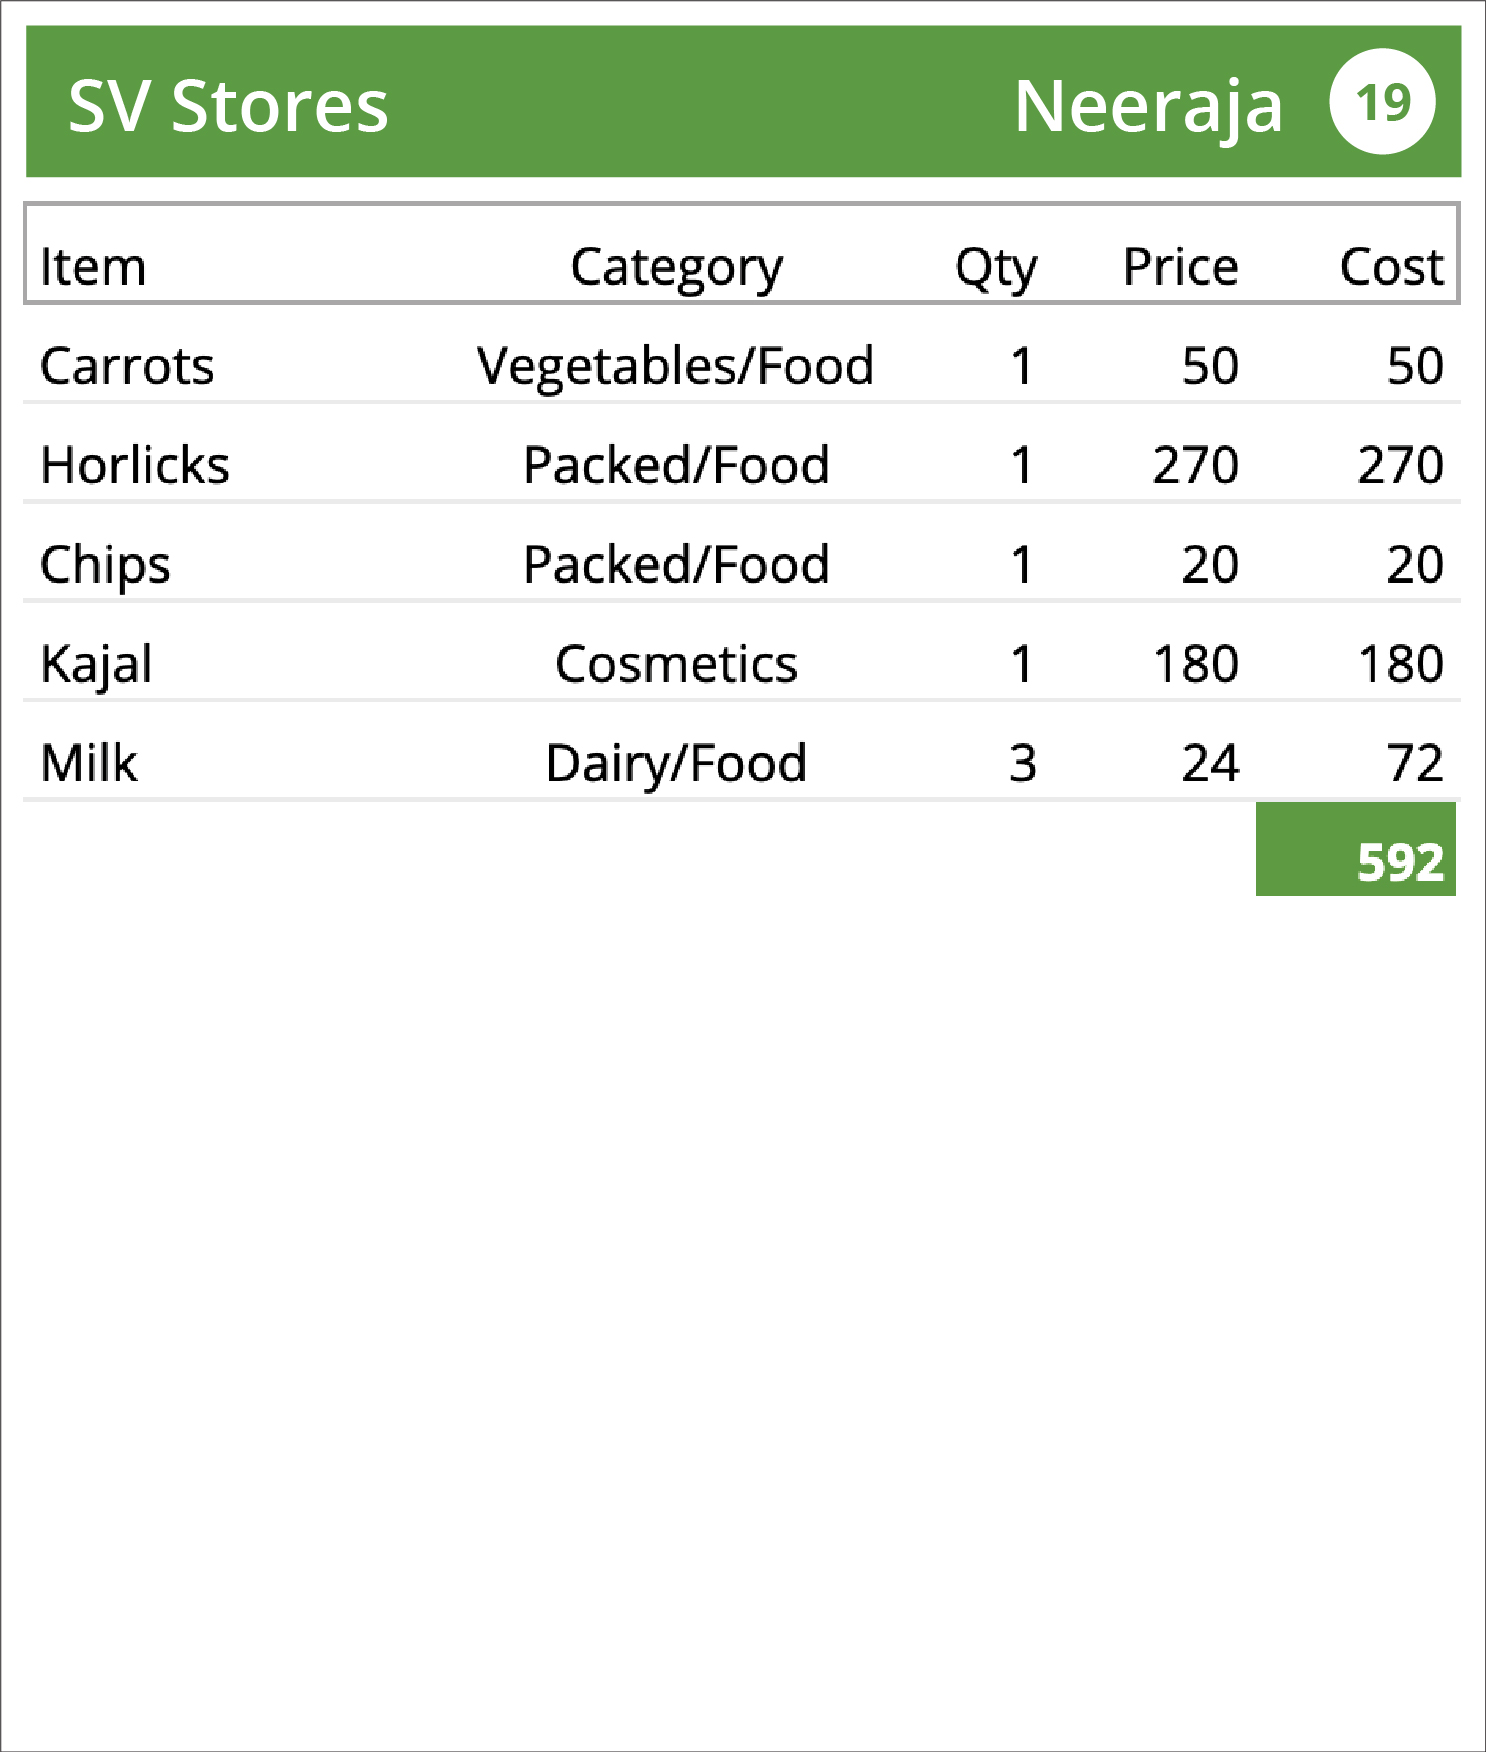 SV Stores Neeraja 19
Item Category Qty Price Cost
Carrots Vegetables/Food 1 50 50
Horlicks Packed/Food 1 270 270
Chips Packed/Food 1 20 20
Kajal Cosmetics 1 180 180
Milk Dairy/Food 3 24 72
592